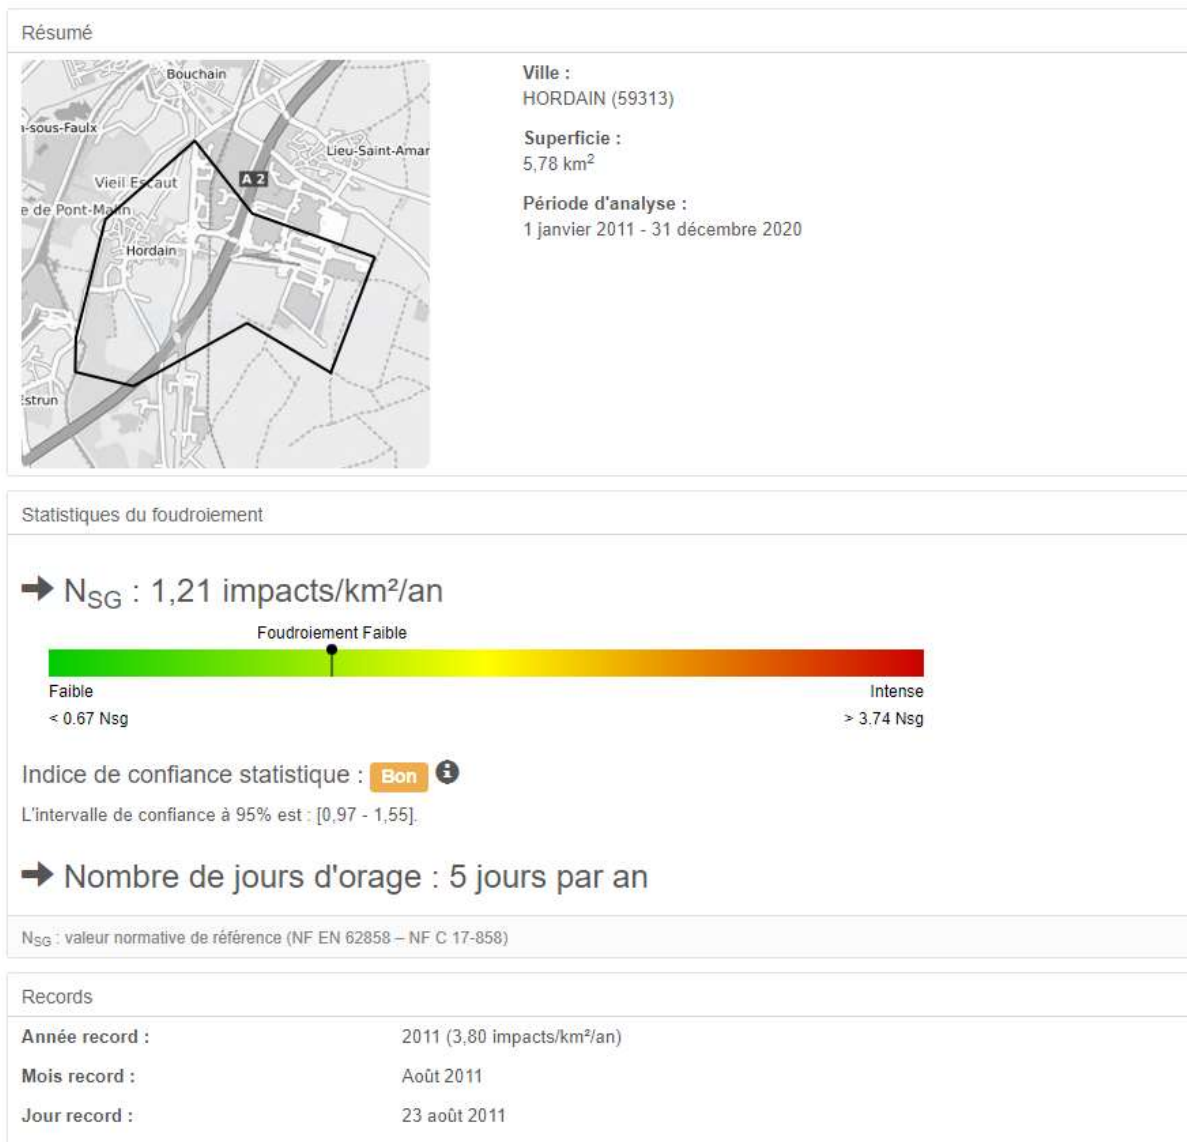 Résumé
Bouchain
n-sous-Faulx
Lieu-Saint-Amar
A 2
Vieil Escaut
e de Pont-Malin
Hordain
Estrun
Ville :
HORDAIN (59313)
Superficie :
5,78 km²
Période d'analyse :
1 janvier 2011 - 31 décembre 2020
Statistiques du foudroiement
➔ NSG : 1,21 impacts/km²/an
Foudroiement Faible
Faible
Intense
< 0.67 Nsg
> 3.74 Nsg
Indice de confiance statistique : Bon
L'intervalle de confiance à 95% est : [0,97 - 1,55].
➔ Nombre de jours d'orage : 5 jours par an
NSG : valeur normative de référence (NF EN 62858 – NF C 17-858)
Records
Année record : 2011 (3,80 impacts/km²/an)
Mois record : Août 2011
Jour record : 23 août 2011